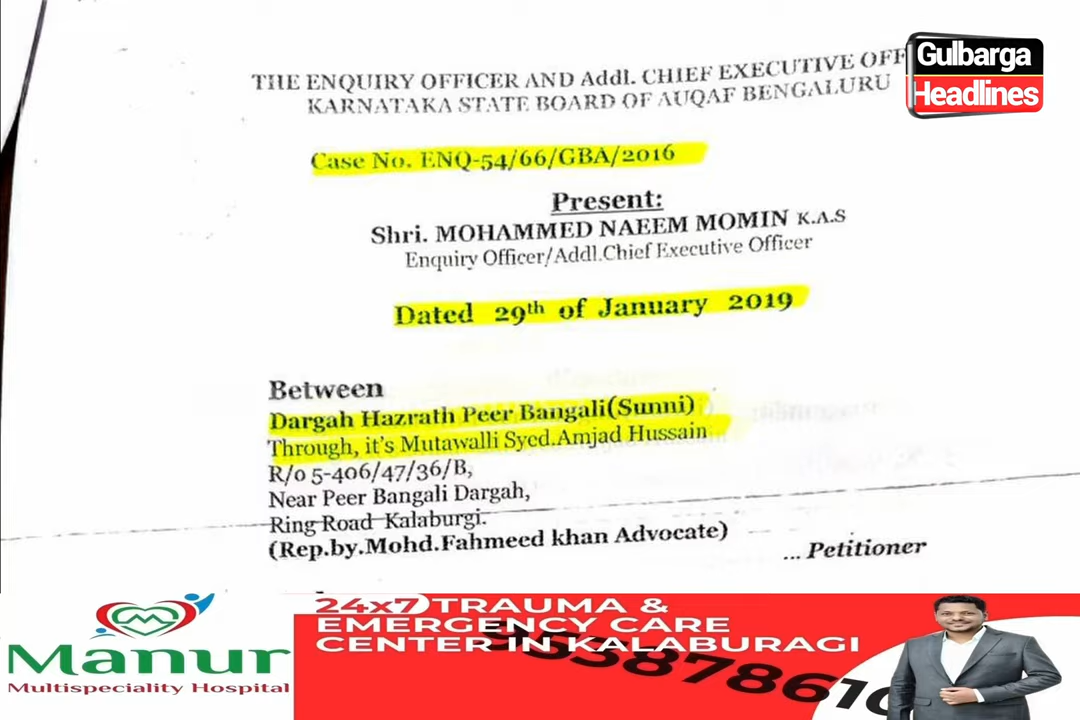 Gulbarga
Headlines
THE ENQUIRY OFFICER AND Addl. CHIEF EXECUTIVE OFF
KARNATAKA STATE BOARD OF AUQAF BENGALURU
Case No. ENQ-54/66/GBA/2016
Present:
Shri. MOHAMMED NAEEM MOMIN K.A.S
Enquiry Officer/Addl.Chief Executive Officer
Dated 29th of January 2019
Between
Dargah Hazrath Peer Bangali(Sunni)
Through, it's Mutawalli Syed.Amjad Hussain
R/o 5-406/47/36/B,
Near Peer Bangali Dargah,
Ring Road Kalaburgi.
(Rep.by.Mohd.Fahmeed khan Advocate)
... Petitioner
Manur
Multispeciality Hospital
24x7 TRAUMA &
EMERGENCY CARE
CENTER IN KALABURAGI